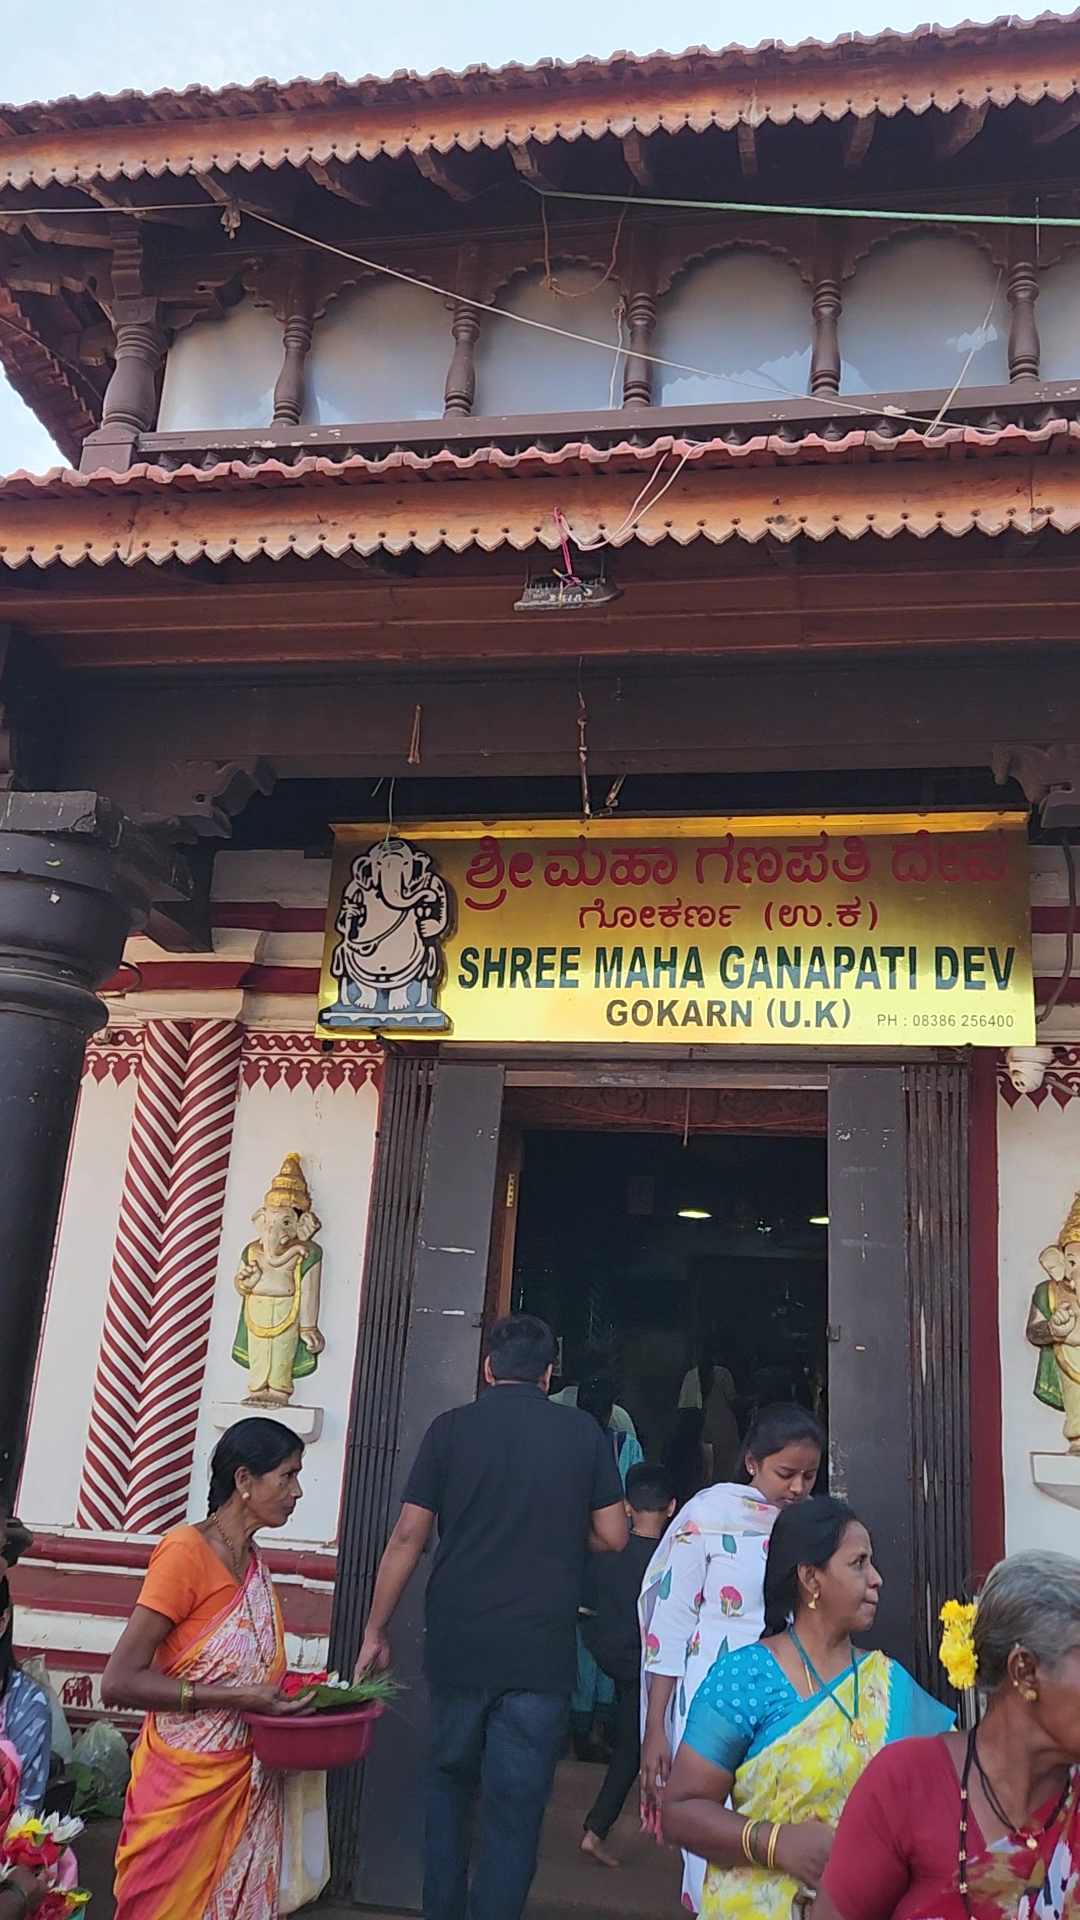 ಶ್ರೀ ಮಹಾ ಗಣಪತಿ ದೇವ
ಗೋಕರ್ಣ (ಉ.ಕ)
SHREE MAHA GANAPATI DEV
GOKARN (U.K) PH : 08386 256400